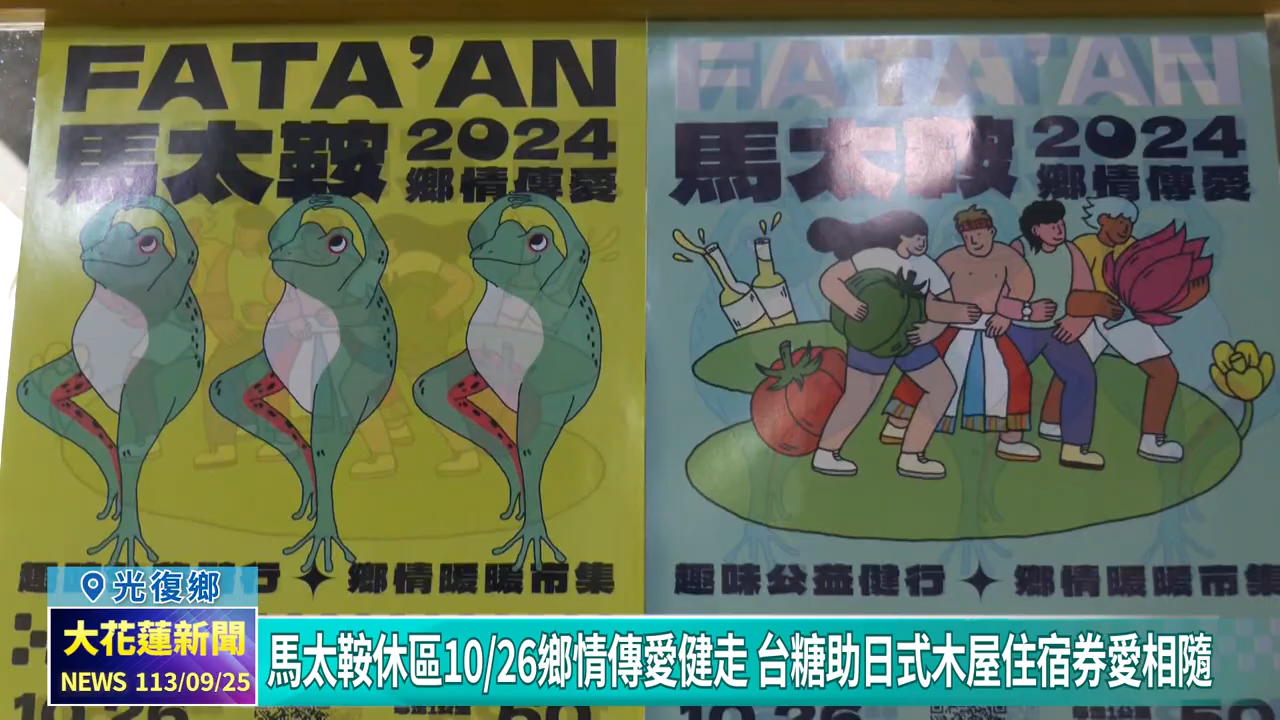 FATA'AN
馬太鞍
2024
鄉情傳愛
FATA'AN
馬太鞍
2024
鄉情傳愛
行 ✦ 鄉情暖暖市集
趣味公益健行 ✦ 鄉情暖暖市集
光復鄉
大花蓮新聞
NEWS 113/09/25
馬太鞍休區10/26鄉情傳愛健走 台糖助日式木屋住宿券愛相隨